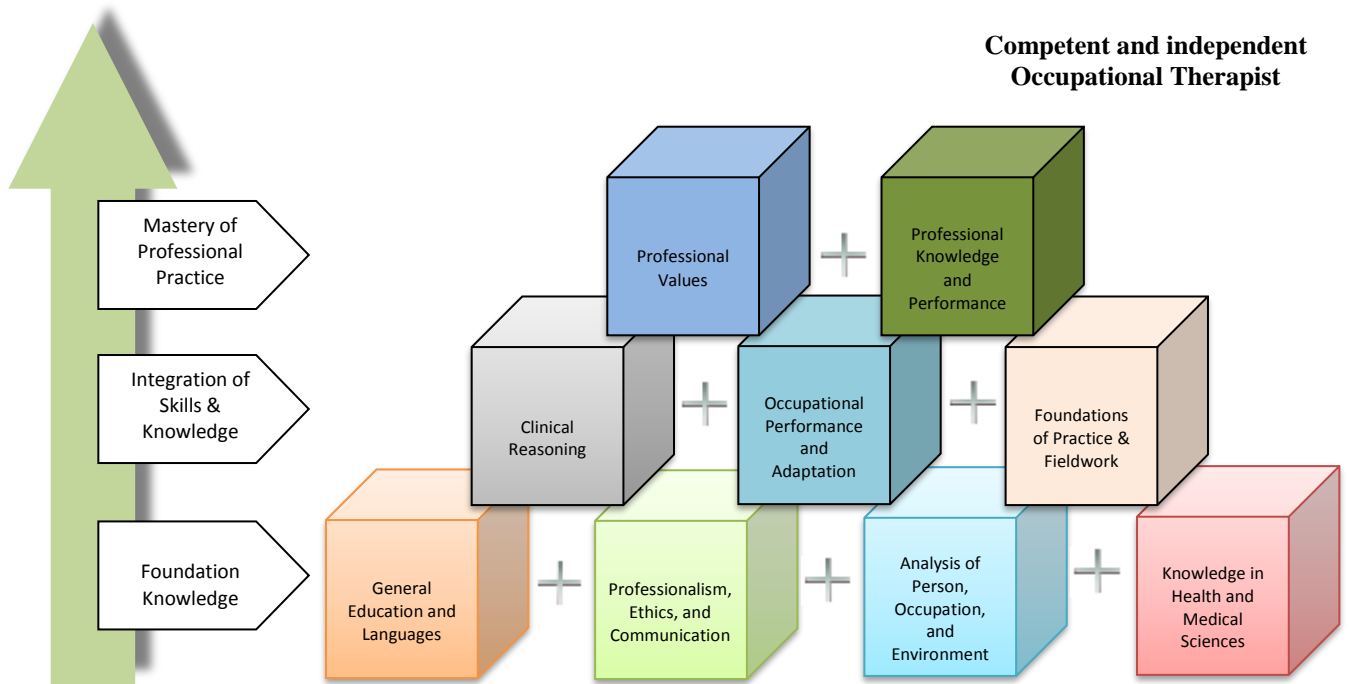 Competent and independent
Occupational Therapist
Mastery of
Professional
Practice
Professional
Values
Professional
Knowledge
and
Performance
Integration of
Skills &
Knowledge
Clinical
Reasoning
Occupational
Performance
and
Adaptation
Foundations
of Practice &
Fieldwork
Foundation
Knowledge
General
Education and
Languages
Professionalism,
Ethics, and
Communication
Analysis of
Person,
Occupation,
and
Environment
Knowledge in
Health and
Medical
Sciences